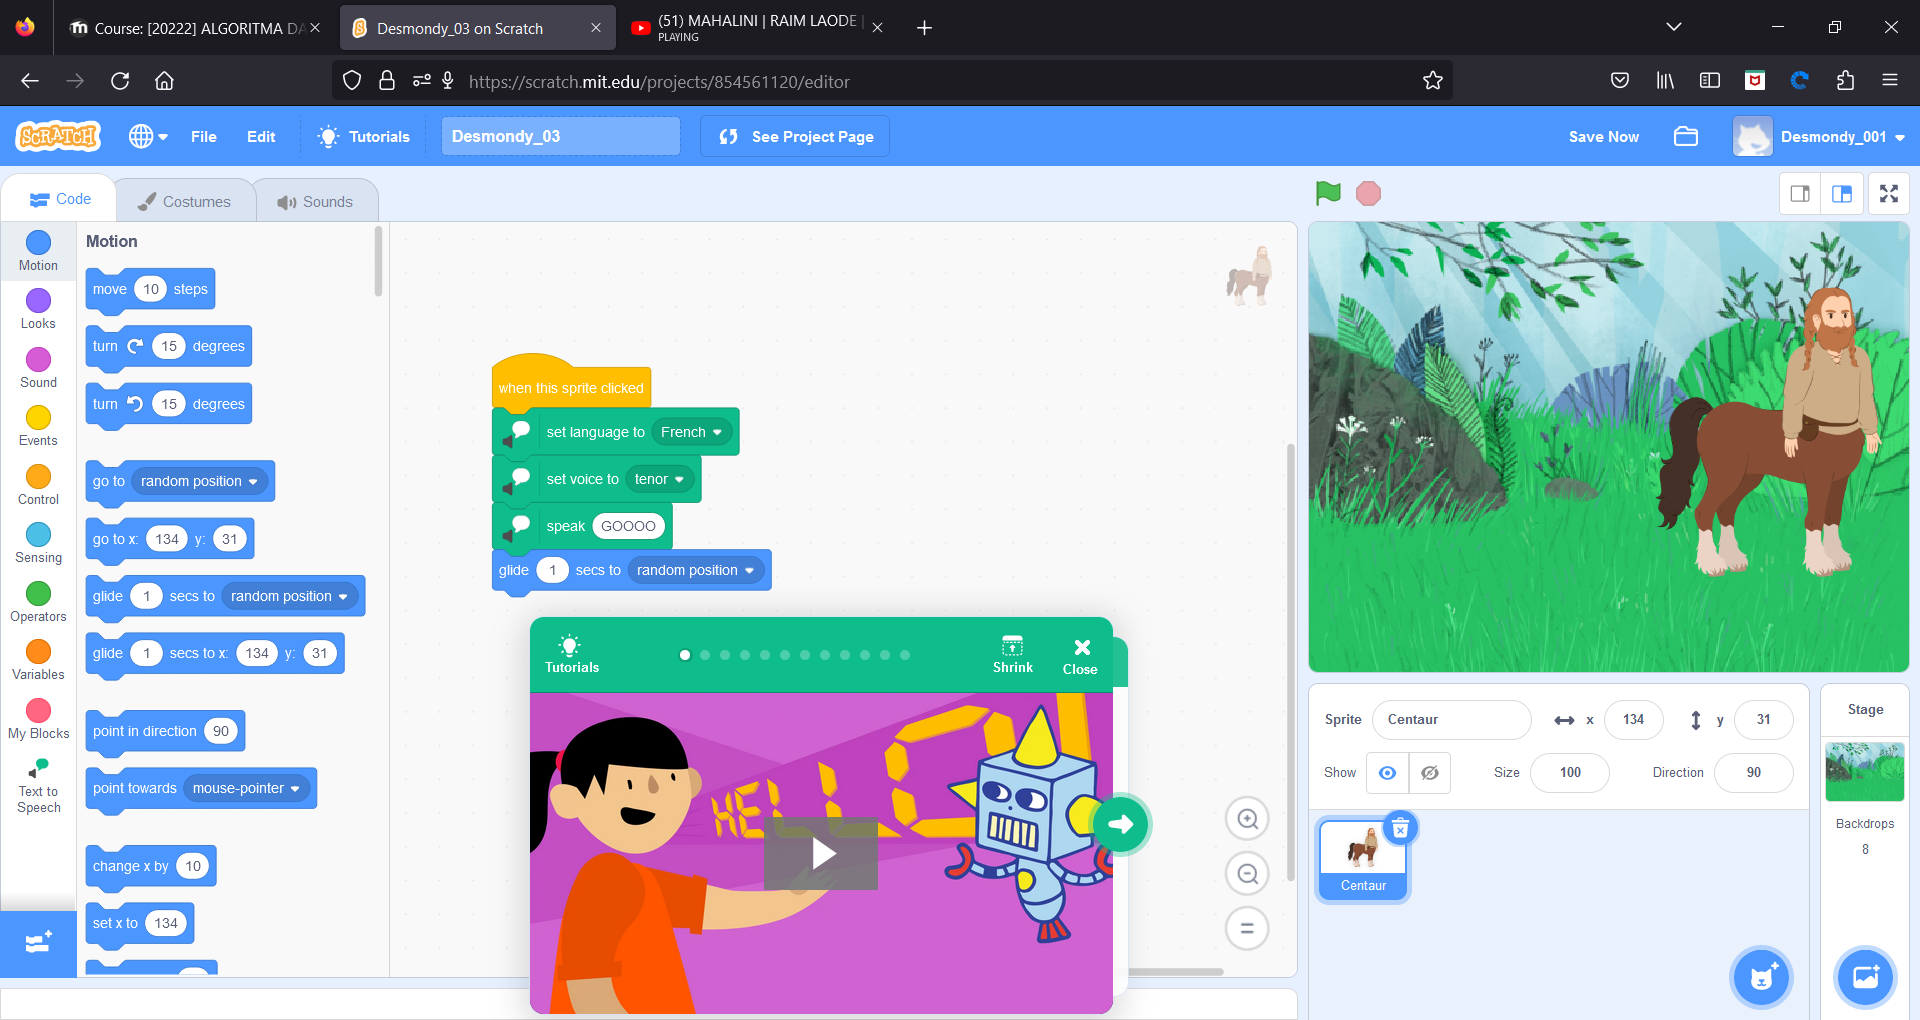 Course: [20222] ALGORITMA DA
Desmondy_03 on Scratch
(51) MAHALINI | RAIM LAODE |
PLAYING
https://scratch.mit.edu/projects/854561120/editor
SCRATCH
File
Edit
Tutorials
Desmondy_03
See Project Page
Save Now
Desmondy_001
Code
Costumes
Sounds
Motion
Looks
Sound
Events
Control
Sensing
Operators
Variables
My Blocks
Text to
Speech
Motion
move 10 steps
turn 15 degrees
turn 15 degrees
go to random position
go to x: 134 y: 31
glide 1 secs to random position
glide 1 secs to x: 134 y: 31
point in direction 90
point towards mouse-pointer
change x by 10
set x to 134
when this sprite clicked
set language to French
set voice to tenor
speak GOOOO
glide 1 secs to random position
Tutorials
Shrink
Close
HELLO
Sprite Centaur x 134 y 31
Show Size 100 Direction 90
Centaur
Stage
Backdrops
8